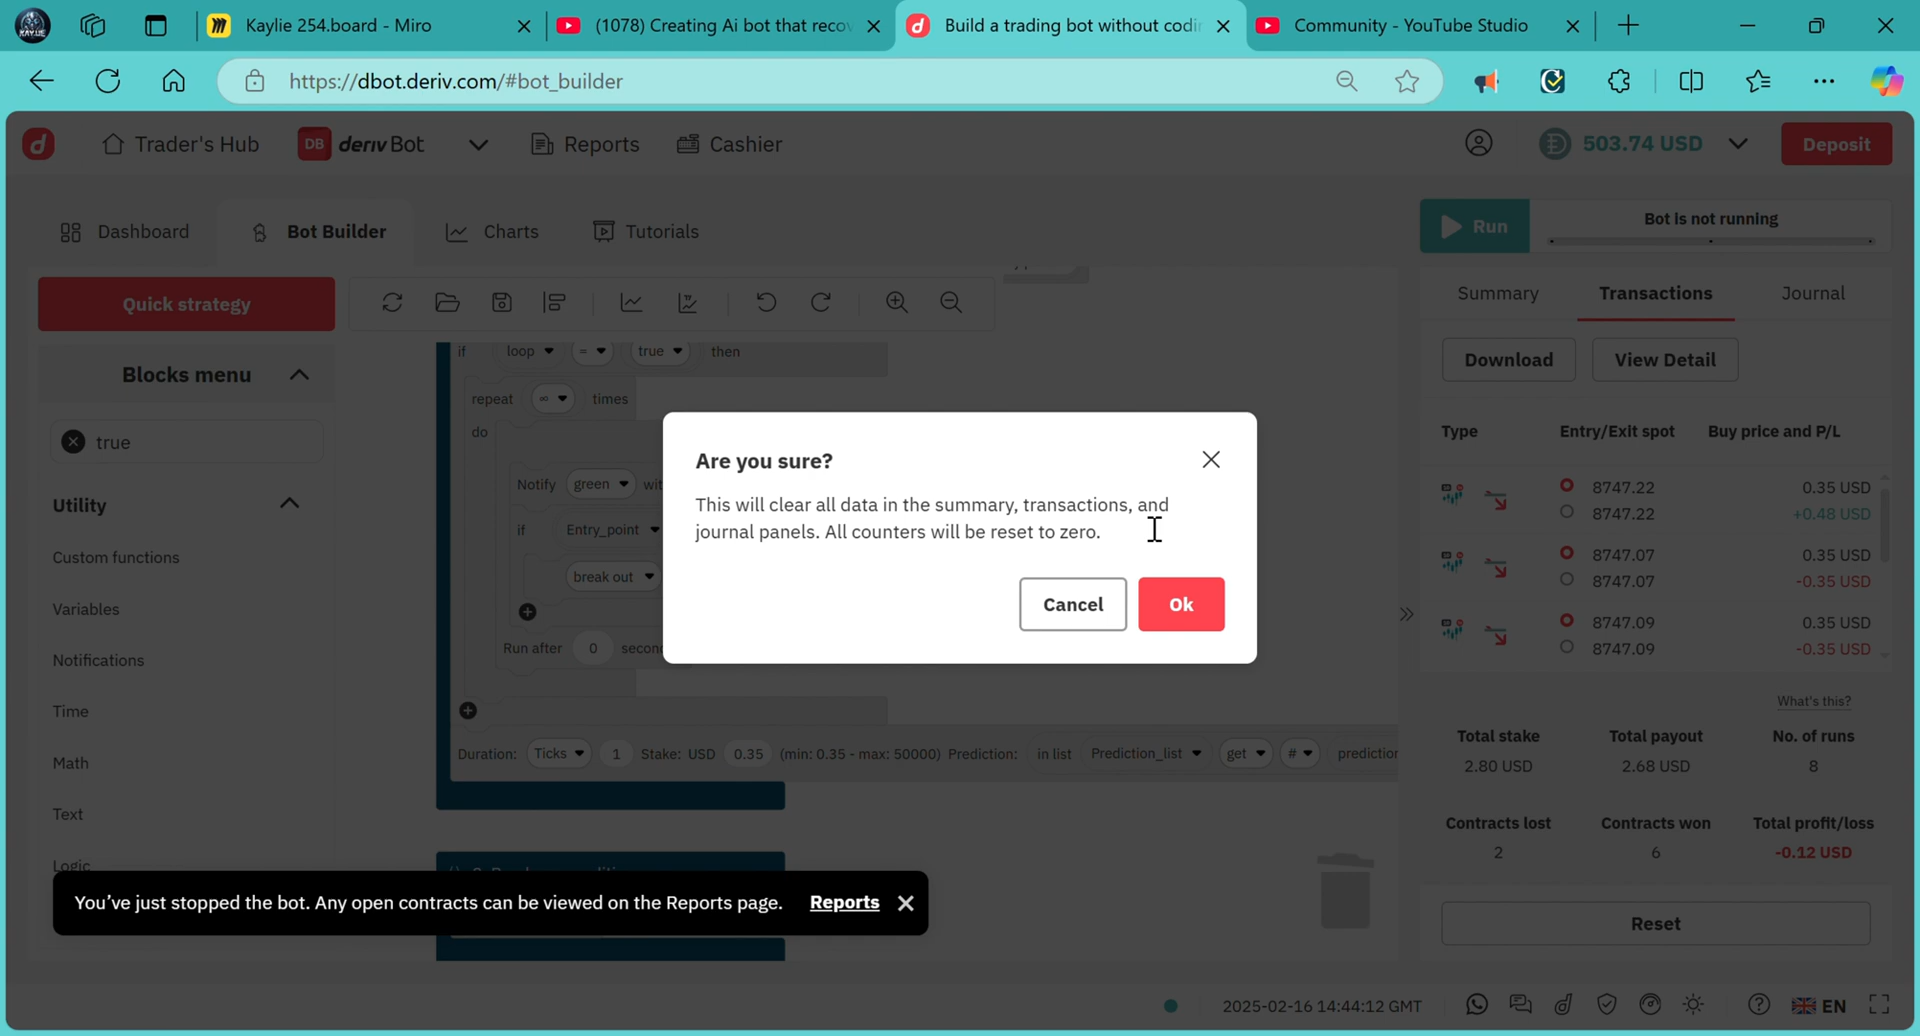 Kaylie 254.board - Miro
(1078) Creating Ai bot that recov
Build a trading bot without codin
Community - YouTube Studio
https://dbot.deriv.com/#bot_builder
Trader's Hub
DB deriv Bot
Reports
Cashier
503.74 USD
Deposit
Dashboard
Bot Builder
Charts
Tutorials
Run
Bot is not running
Quick strategy
Summary
Transactions
Journal
Blocks menu
true
Utility
Custom functions
Variables
Notifications
Time
Math
Text
Logic
if loop = true then
repeat ∞ times
do
Notify green
if Entry_point
break out
Run after 0
Duration: Ticks 1 Stake: USD 0.35 (min: 0.35 - max: 50000) Prediction: in list Prediction_list get # prediction
Are you sure?
This will clear all data in the summary, transactions, and
journal panels. All counters will be reset to zero.
Cancel
Ok
Download
View Detail
Type Entry/Exit spot Buy price and P/L
8747.22 0.35 USD
8747.22 +0.48 USD
8747.07 0.35 USD
8747.07 -0.35 USD
8747.09 0.35 USD
8747.09 -0.35 USD
What's this?
Total stake Total payout No. of runs
2.80 USD 2.68 USD 8
Contracts lost Contracts won Total profit/loss
2 6 -0.12 USD
Reset
You've just stopped the bot. Any open contracts can be viewed on the Reports page. Reports
2025-02-16 14:44:12 GMT
EN